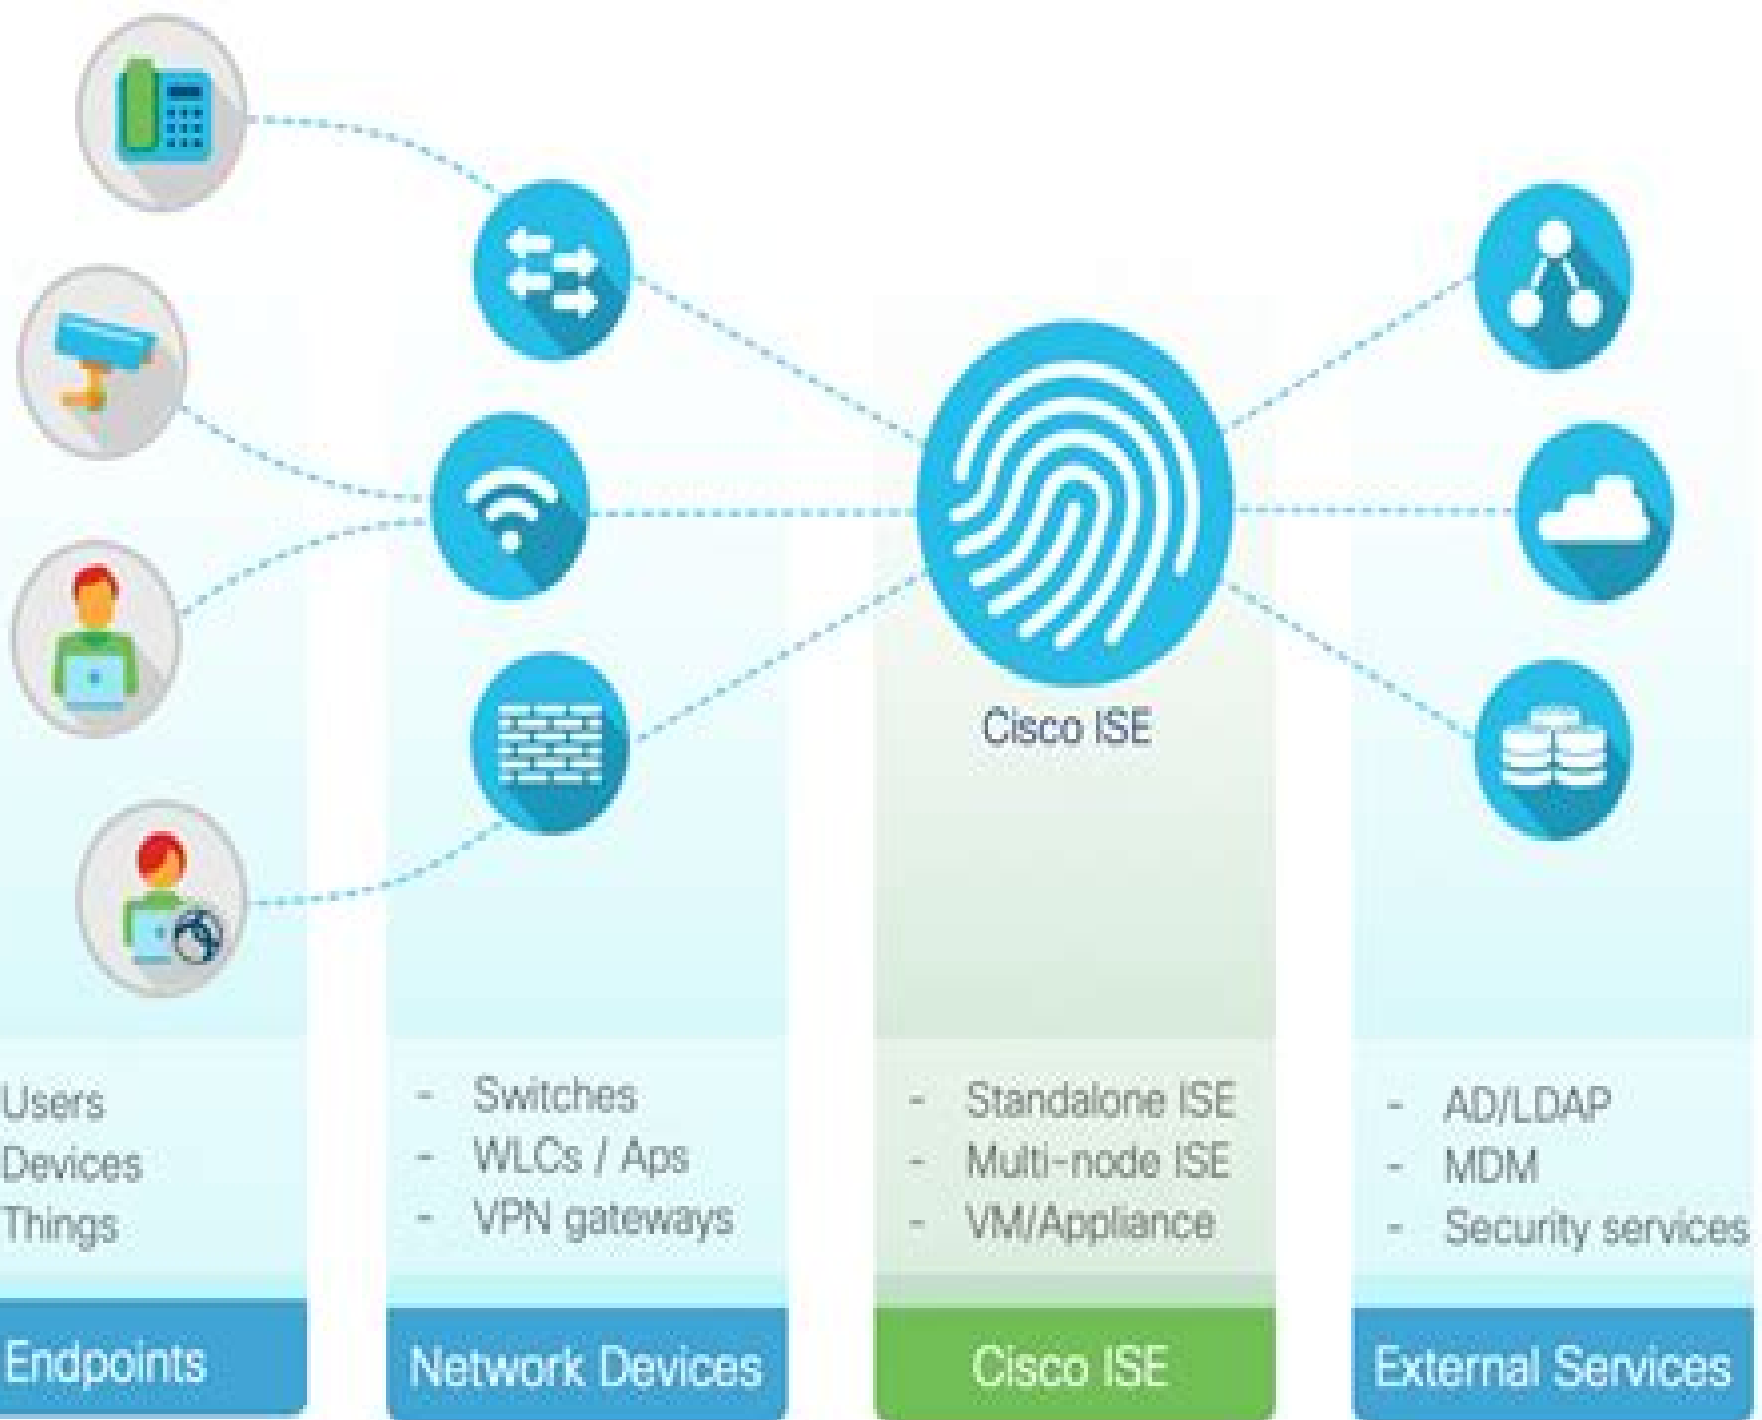 Cisco ISE
Users
Devices
Things
Endpoints
- Switches
- WLCs / Aps
- VPN gateways
Network Devices
- Standalone ISE
- Multi-node ISE
- VM/Appliance
Cisco ISE
- AD/LDAP
- MDM
- Security services
External Services